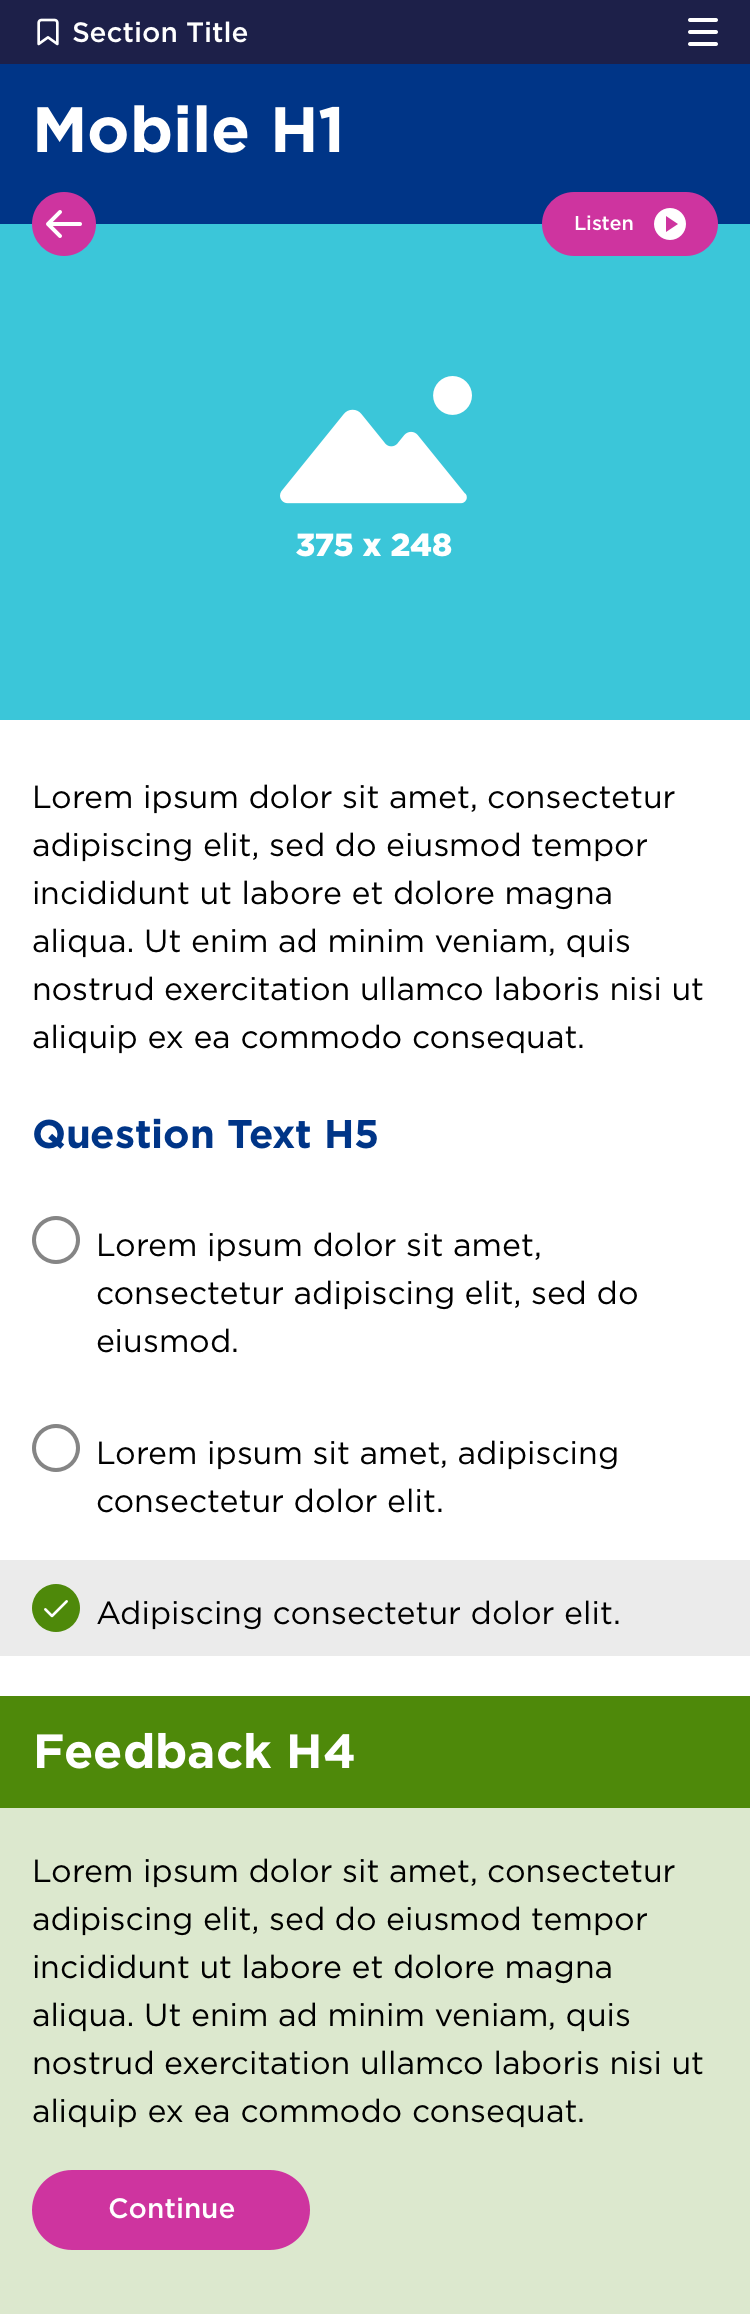 Section Title
Mobile H1
Listen
375 x 248
Lorem ipsum dolor sit amet, consectetur
adipiscing elit, sed do eiusmod tempor
incididunt ut labore et dolore magna
aliqua. Ut enim ad minim veniam, quis
nostrud exercitation ullamco laboris nisi ut
aliquip ex ea commodo consequat.
Question Text H5
Lorem ipsum dolor sit amet,
consectetur adipiscing elit, sed do
eiusmod.
Lorem ipsum sit amet, adipiscing
consectetur dolor elit.
Adipiscing consectetur dolor elit.
Feedback H4
Lorem ipsum dolor sit amet, consectetur
adipiscing elit, sed do eiusmod tempor
incididunt ut labore et dolore magna
aliqua. Ut enim ad minim veniam, quis
nostrud exercitation ullamco laboris nisi ut
aliquip ex ea commodo consequat.
Continue